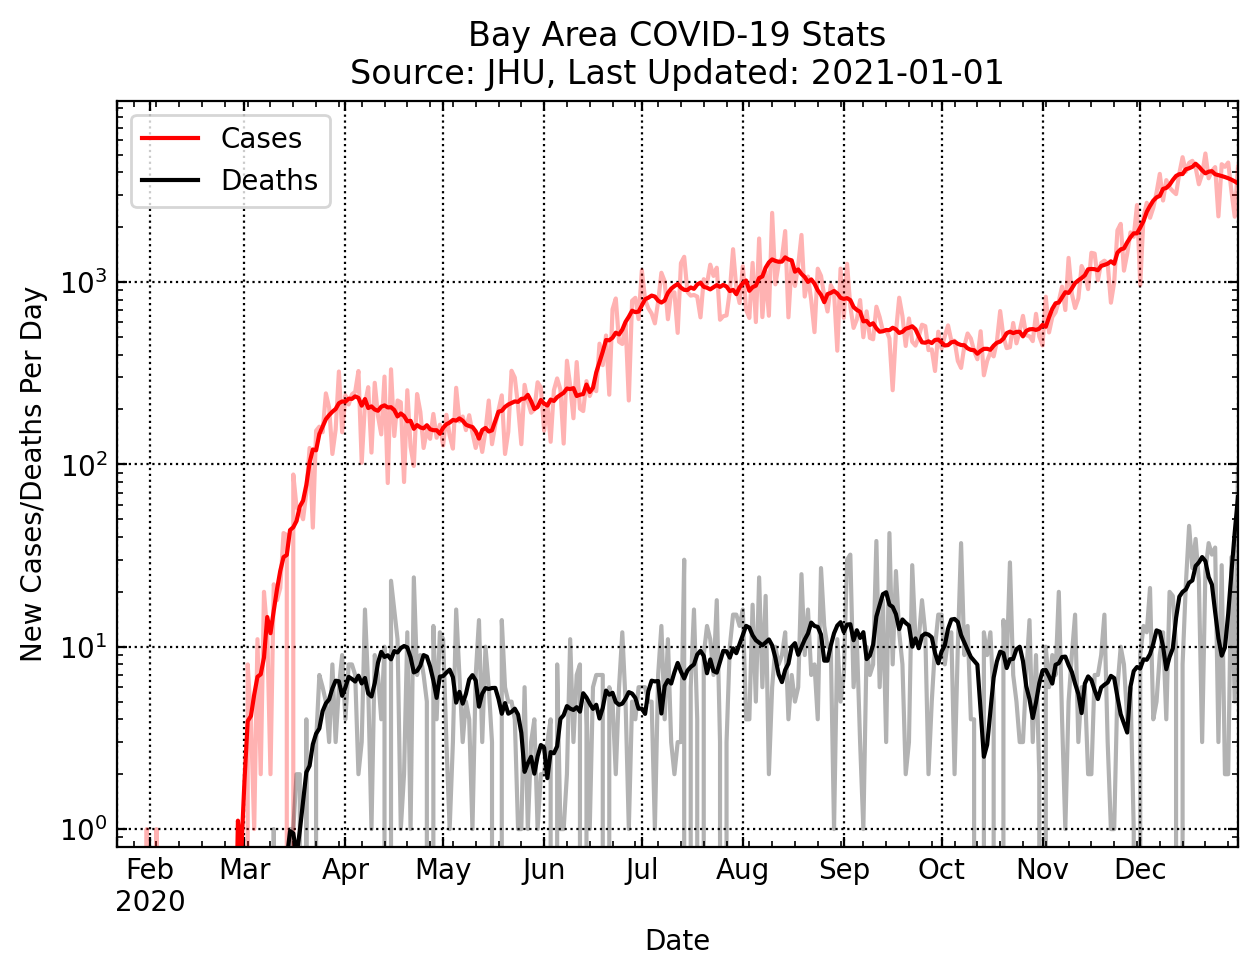 Bay Area COVID-19 Stats
Source: JHU, Last Updated: 2021-01-01
Cases
Deaths
New Cases/Deaths Per Day
10³
10²
10¹
10⁰
Feb Mar Apr May Jun Jul Aug Sep Oct Nov Dec
2020
Date